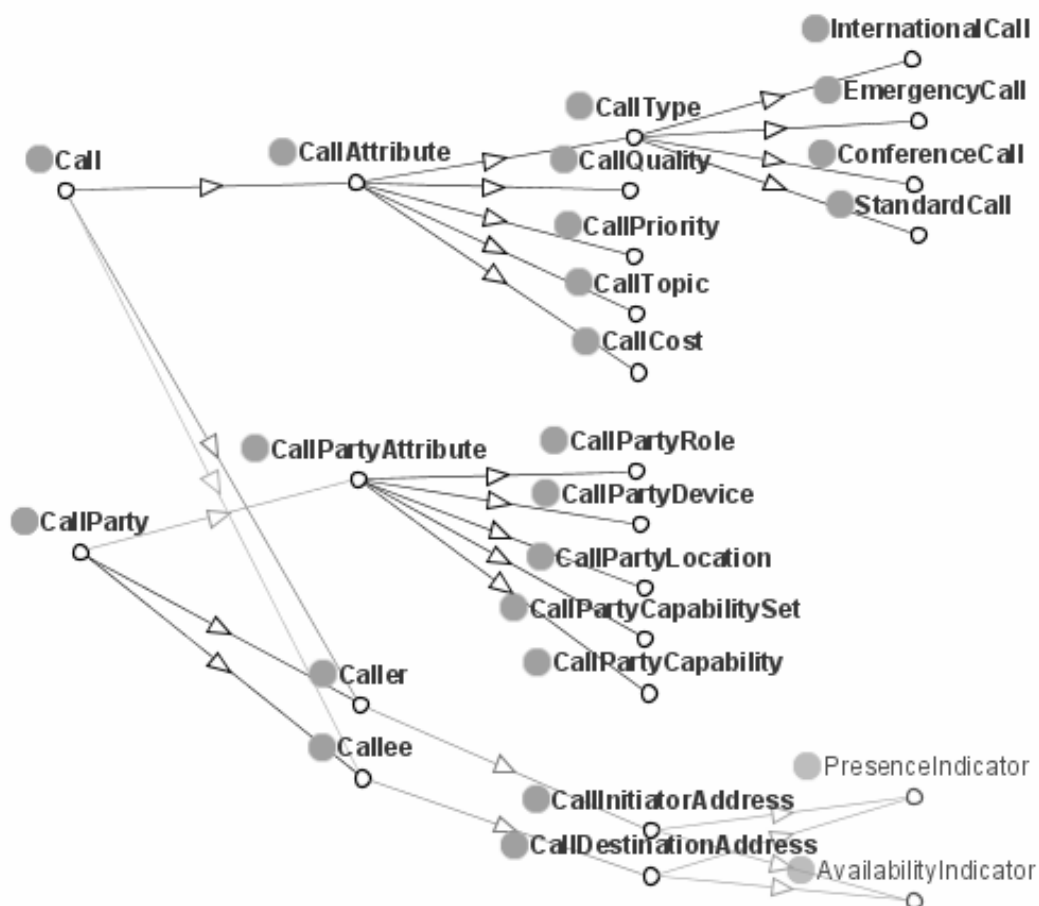 InternationalCall
EmergencyCall
CallType
ConferenceCall
Call
CallAttribute
CallQuality
StandardCall
CallPriority
CallTopic
CallCost
CallPartyRole
CallPartyAttribute
CallPartyDevice
CallParty
CallPartyLocation
CallPartyCapabilitySet
CallPartyCapability
Caller
Callee
PresenceIndicator
CallInitiatorAddress
CallDestinationAddress
AvailabilityIndicator